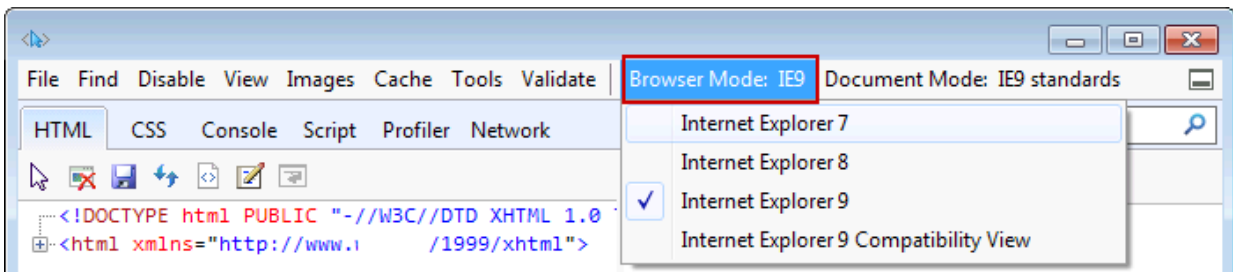 File Find Disable View Images Cache Tools Validate Browser Mode: IE9 Document Mode: IE9 standards
HTML CSS Console Script Profiler Network
Internet Explorer 7
Internet Explorer 8
Internet Explorer 9
Internet Explorer 9 Compatibility View
<!DOCTYPE html PUBLIC "-//W3C//DTD XHTML 1.0
<html xmlns="http://www. /1999/xhtml">